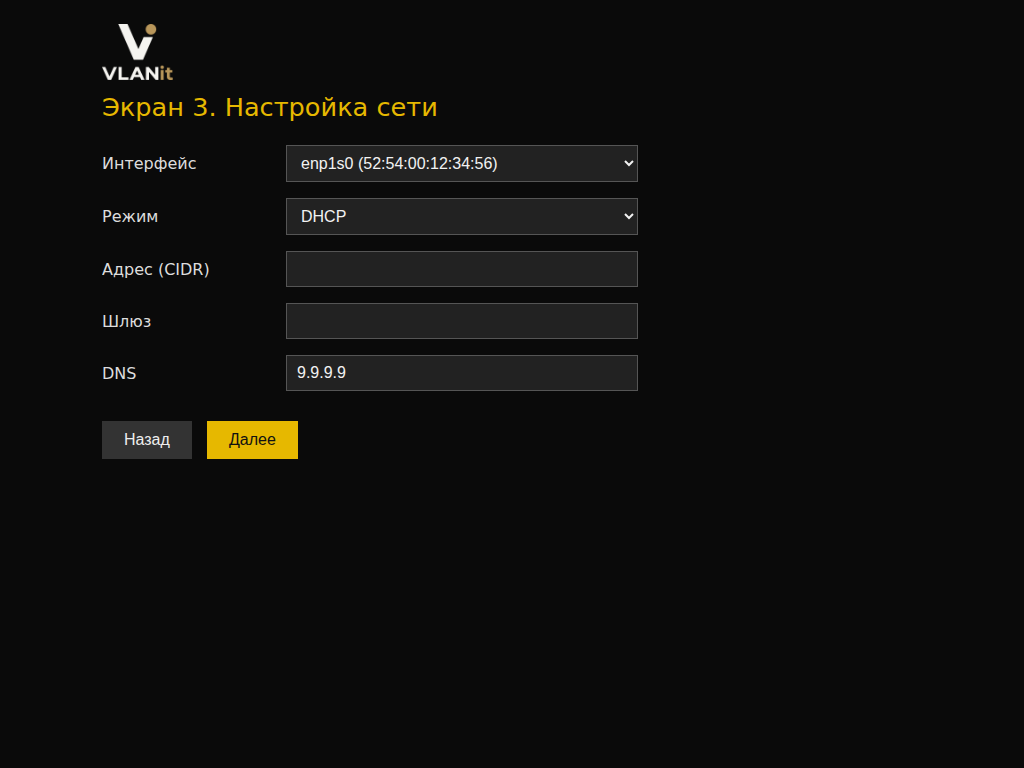 VLANit
Экран 3. Настройка сети
Интерфейс enp1s0 (52:54:00:12:34:56)
Режим DHCP
Адрес (CIDR)
Шлюз
DNS 9.9.9.9
Назад Далее